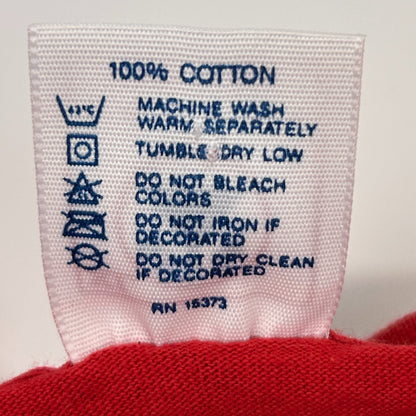 100% COTTON
MACHINE WASH
WARM SEPARATELY
TUMBLE DRY LOW
DO NOT BLEACH
COLORS
DO NOT IRON IF
DECORATED
DO NOT DRY CLEAN
IF DECORATED
RN 15373